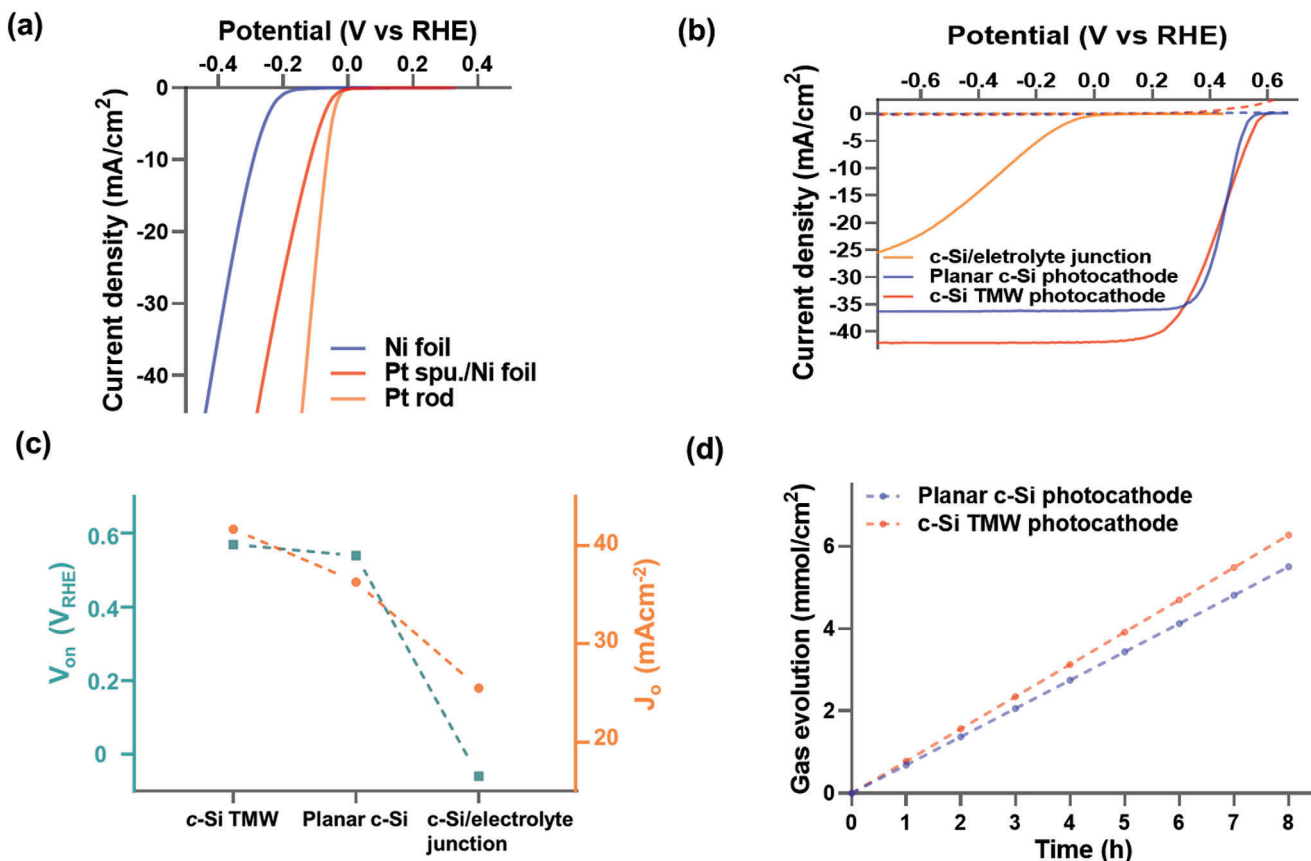 (a)
Potential (V vs RHE)
-0.4 -0.2 0.0 0.2 0.4
0
-10
-20
-30
-40
Current density (mA/cm²)
Ni foil
Pt spu./Ni foil
Pt rod
(b)
Potential (V vs RHE)
-0.6 -0.4 -0.2 0.0 0.2 0.4 0.6
0
-5
-10
-15
-20
-25
-30
-35
-40
Current density (mA/cm²)
c-Si/eletrolyte junction
Planar c-Si photocathode
c-Si TMW photocathode
(c)
0.6
0.4
0.2
0
V_on (V_RHE)
40
30
20
J_o (mAcm⁻²)
c-Si TMW Planar c-Si c-Si/electrolyte
junction
(d)
Planar c-Si photocathode
c-Si TMW photocathode
6
4
2
0
Gas evolution (mmol/cm²)
0 1 2 3 4 5 6 7 8
Time (h)